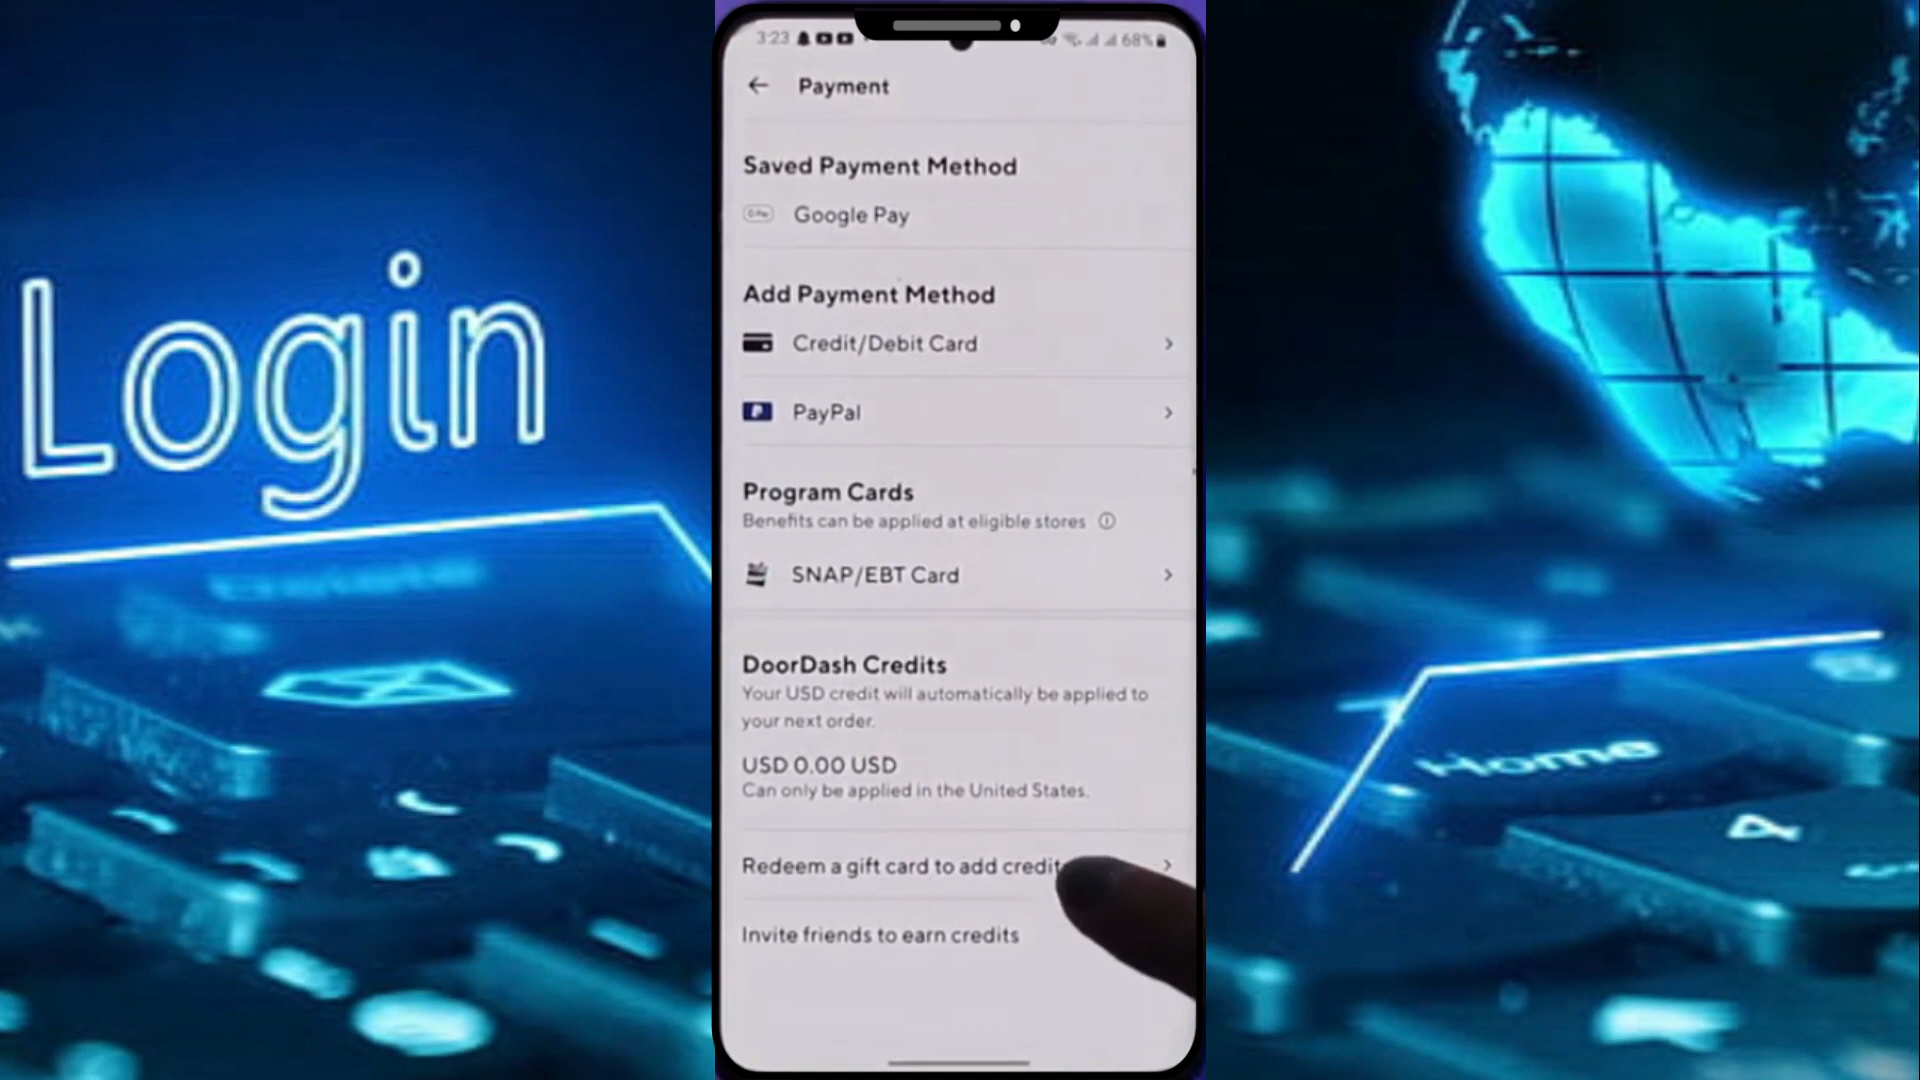 Login
3:23
68%
Payment
Saved Payment Method
G Pay
Google Pay
Add Payment Method
Credit/Debit Card
PayPal
Program Cards
Benefits can be applied at eligible stores
SNAP/EBT Card
DoorDash Credits
Your USD credit will automatically be applied to
your next order.
USD 0.00 USD
Can only be applied in the United States.
Redeem a gift card to add credit
Invite friends to earn credits
Home
4